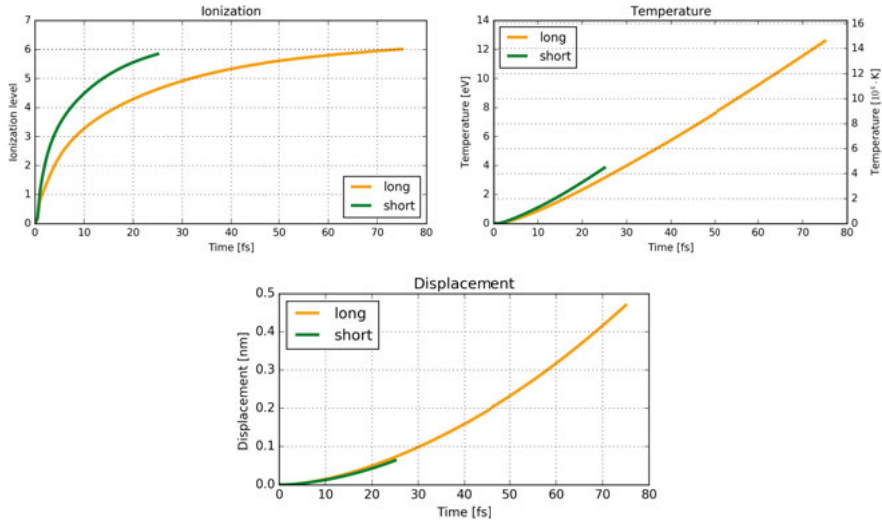 Ionization
7
6
5
4
3
2
1
0
Ionization level
long
short
0 10 20 30 40 50 60 70 80
Time [fs]
Temperature
14
12
10
8
6
4
2
0
Temperature [eV]
long
short
16
14
12
10
8
6
4
2
0
0 10 20 30 40 50 60 70 80
Time [fs]
Displacement
0.5
0.4
0.3
0.2
0.1
0.0
Displacement [nm]
long
short
0 10 20 30 40 50 60 70 80
Time [fs]